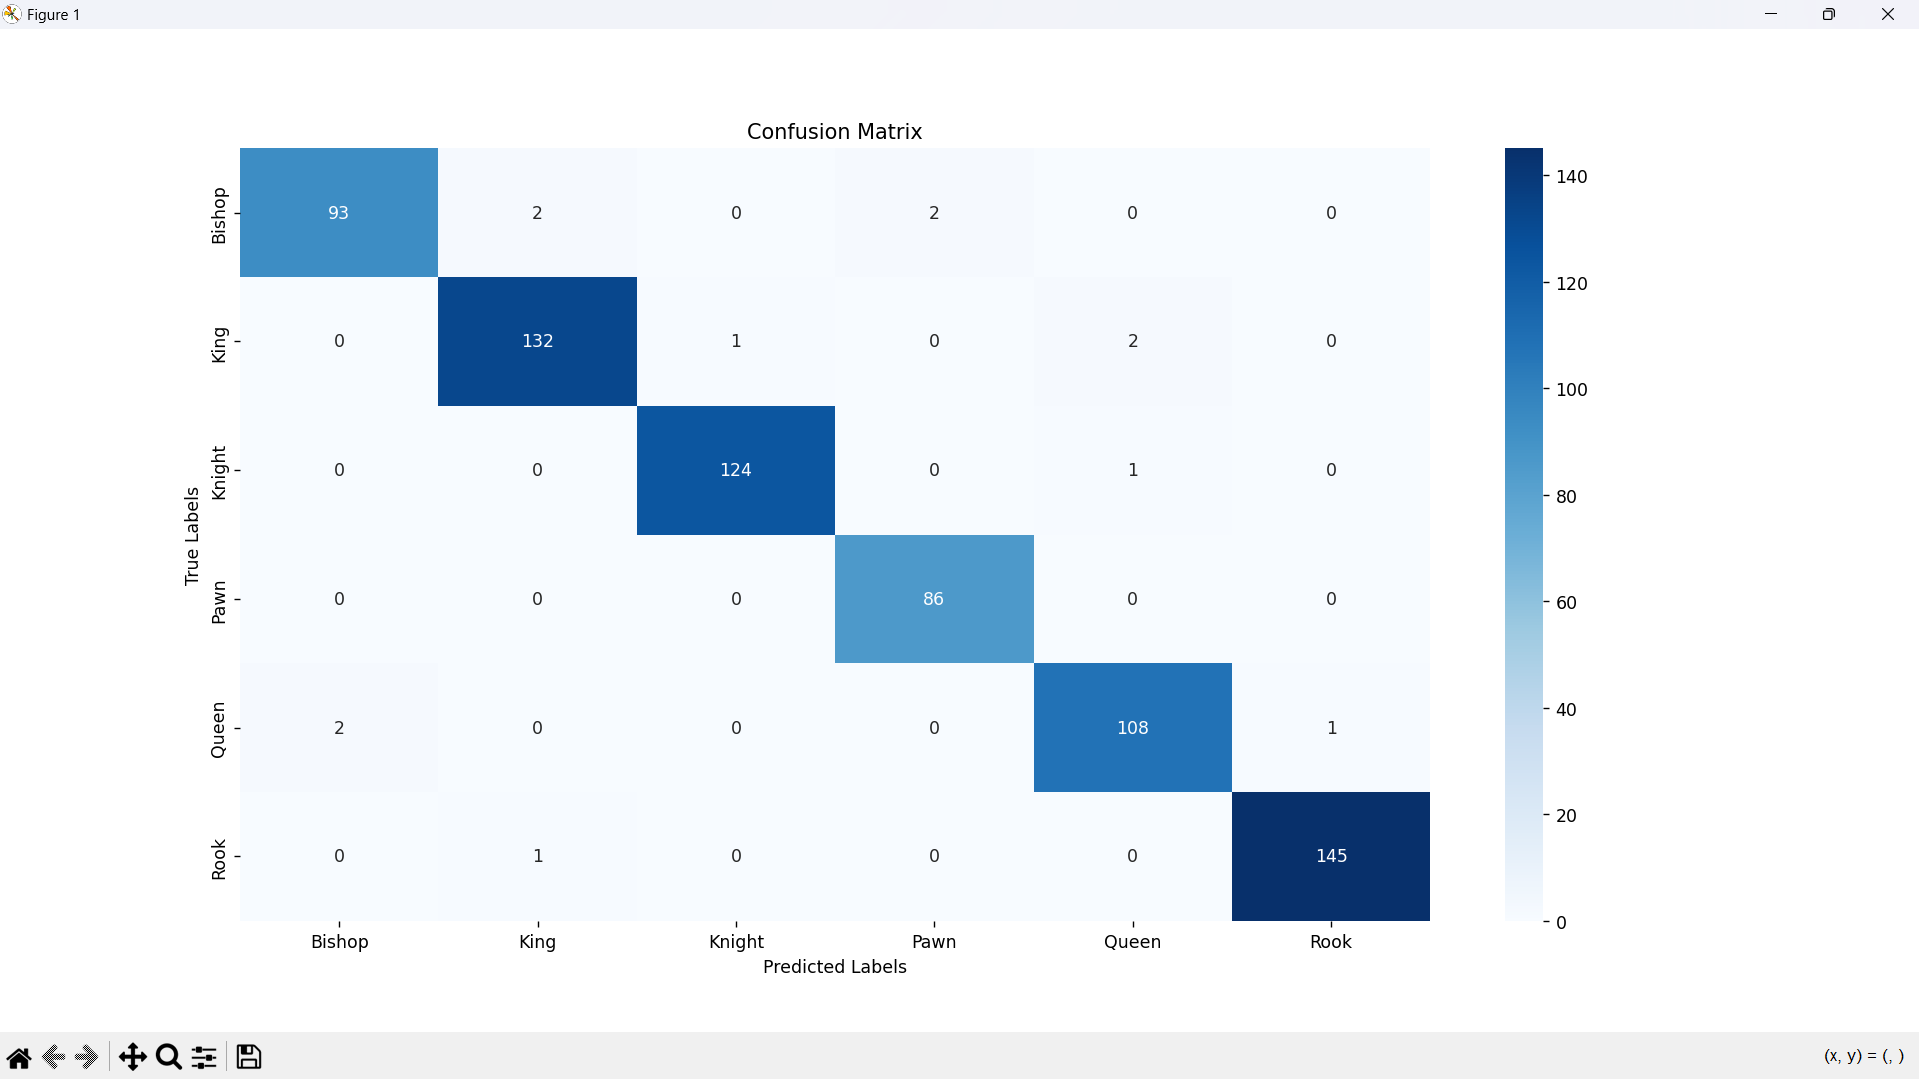 Figure 1
Confusion Matrix
Bishop 93 2 0 2 0 0
King 0 132 1 0 2 0
Knight 0 0 124 0 1 0
Pawn 0 0 0 86 0 0
Queen 2 0 0 0 108 1
Rook 0 1 0 0 0 145
True Labels
Bishop King Knight Pawn Queen Rook
Predicted Labels
140
120
100
80
60
40
20
0
(x, y) = (, )